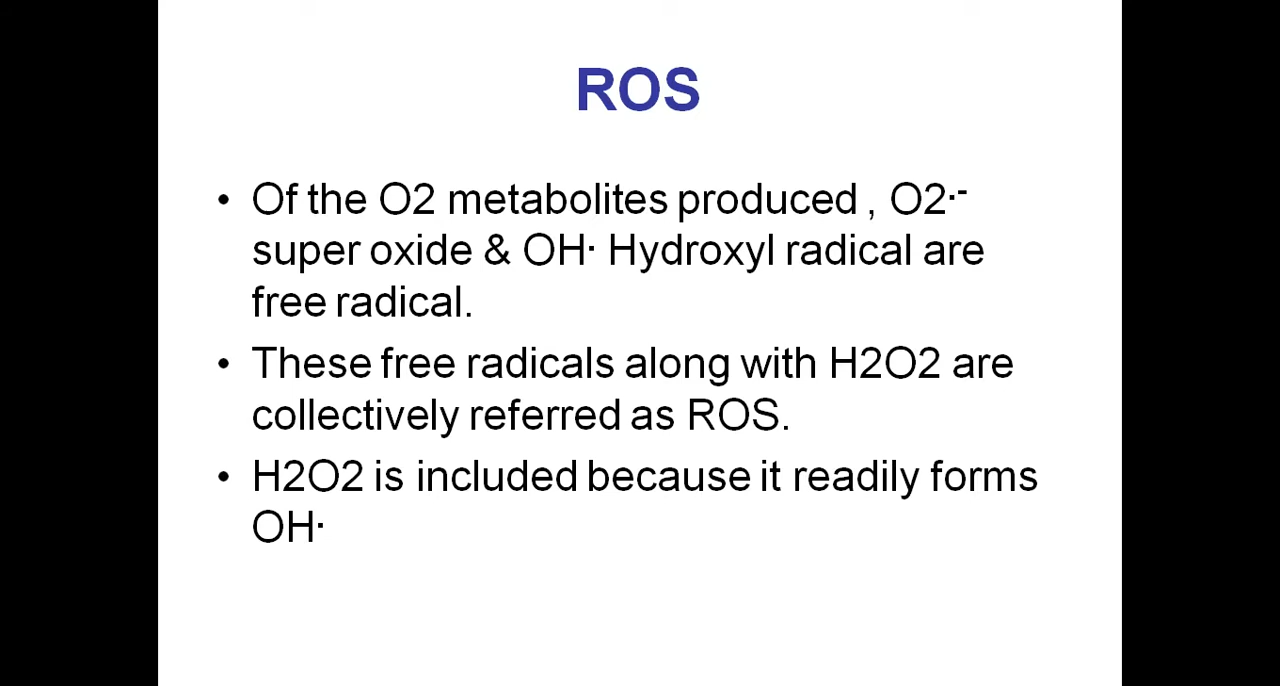 ROS
• Of the O2 metabolites produced , O2·-
super oxide & OH· Hydroxyl radical are
free radical.
• These free radicals along with H2O2 are
collectively referred as ROS.
• H2O2 is included because it readily forms
OH·